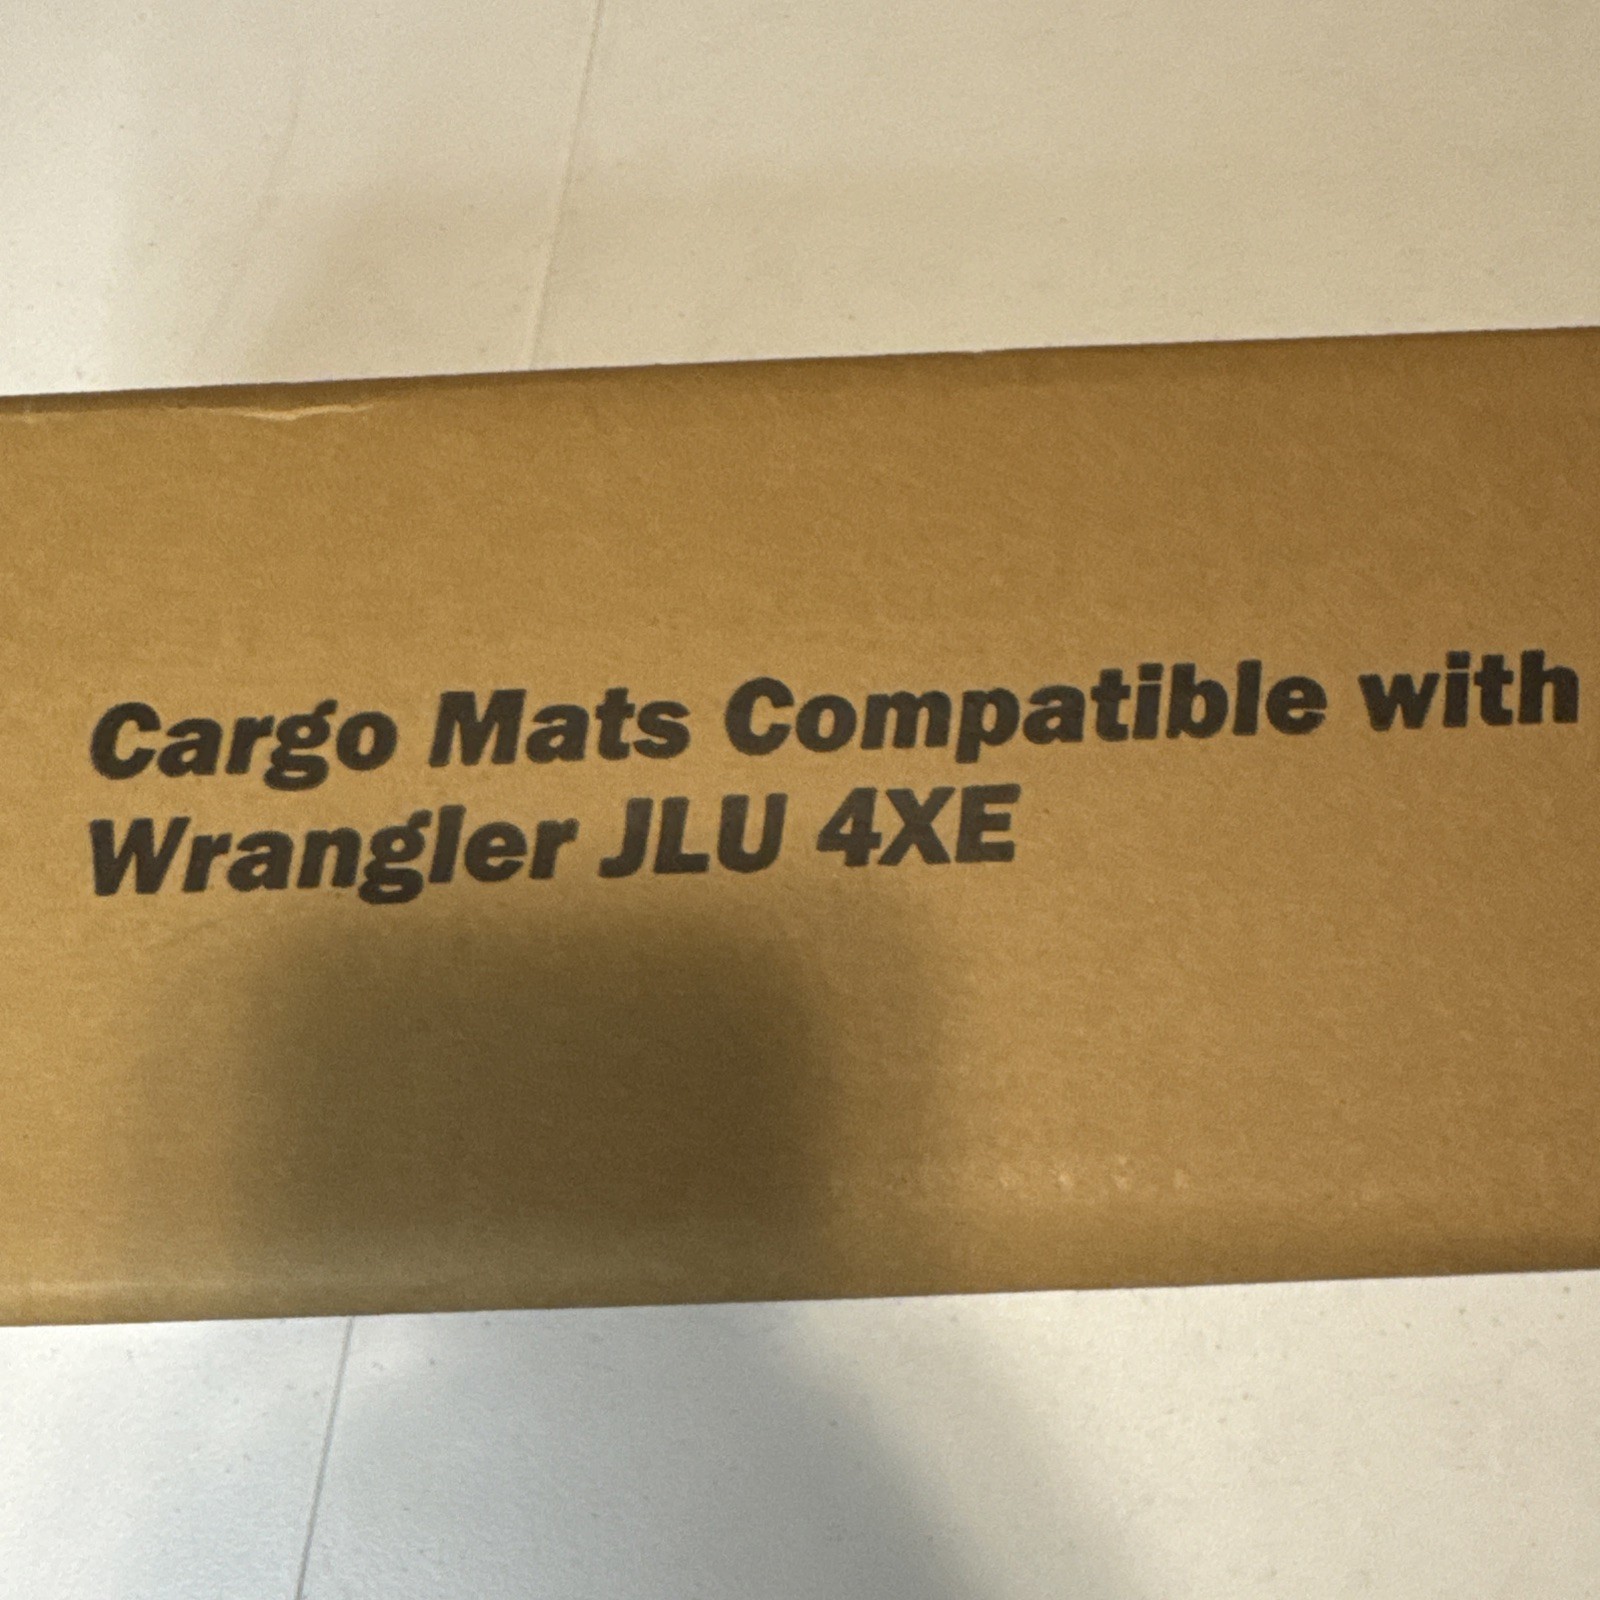 Cargo Mats Compatible with
Wrangler JLU 4XE